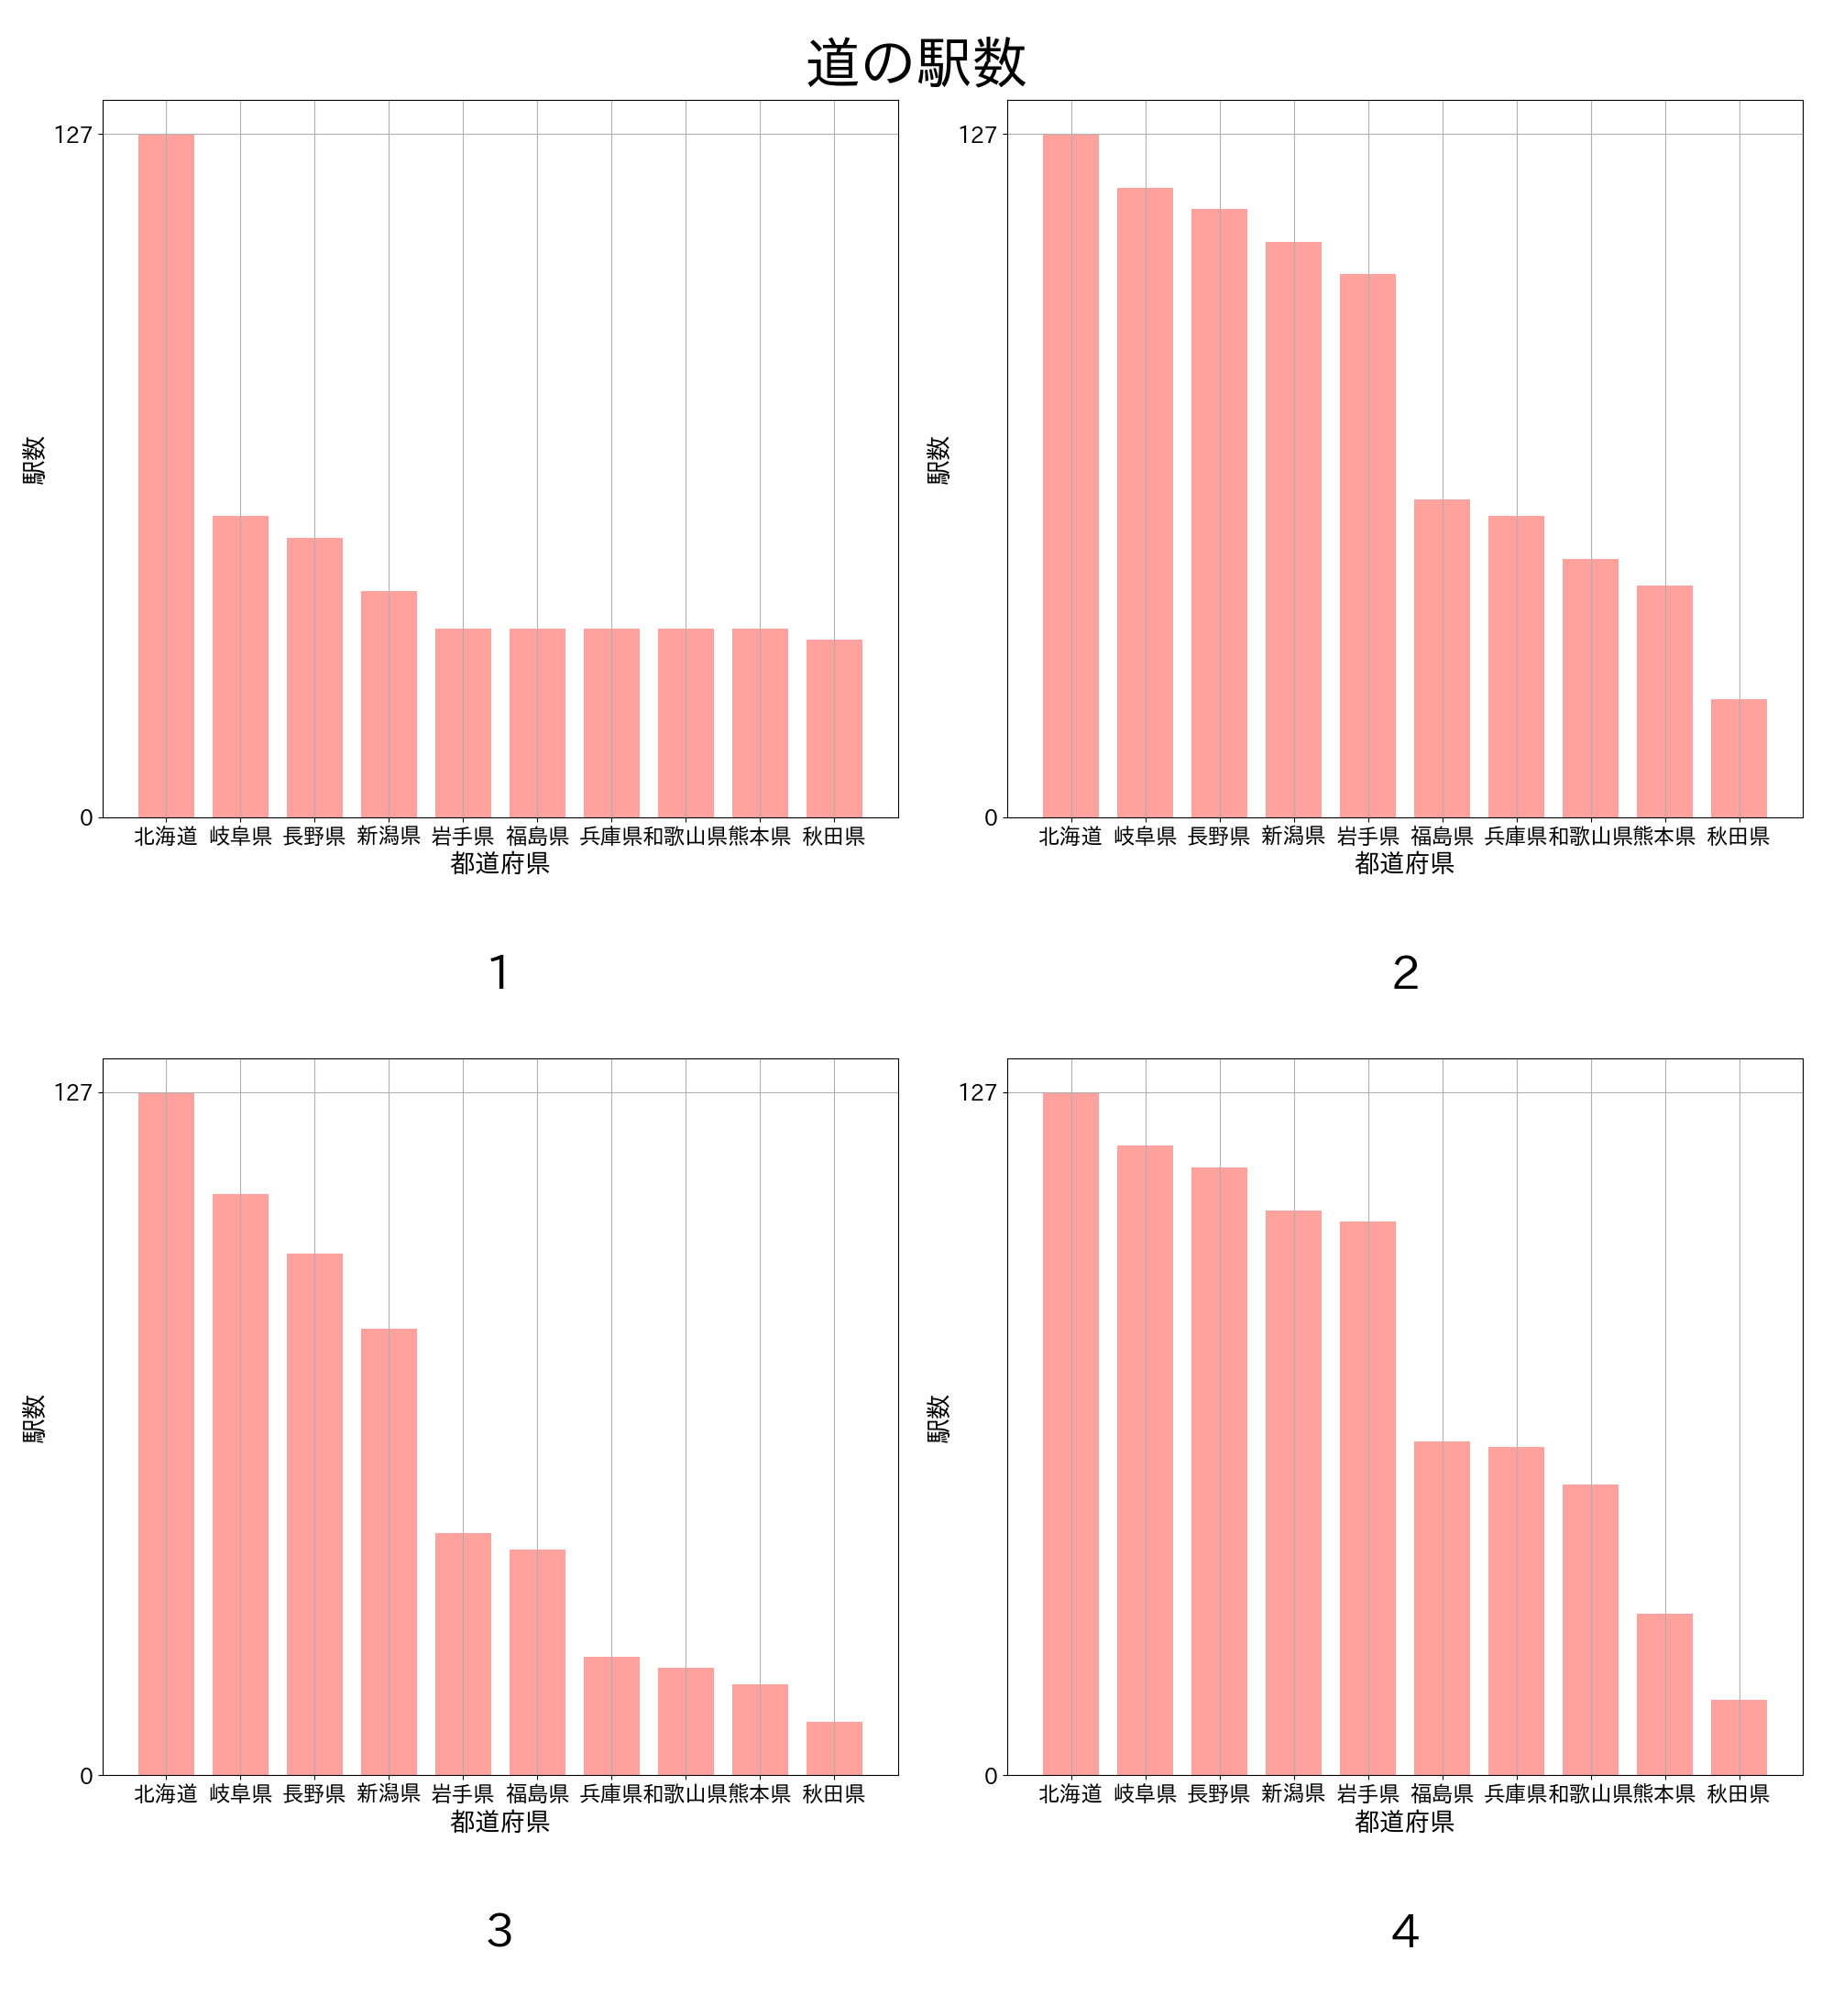 道の駅数
127
0
駅数
北海道 岐阜県 長野県 新潟県 岩手県 福島県 兵庫県 和歌山県 熊本県 秋田県
都道府県
1
127
0
駅数
北海道 岐阜県 長野県 新潟県 岩手県 福島県 兵庫県 和歌山県 熊本県 秋田県
都道府県
2
127
0
駅数
北海道 岐阜県 長野県 新潟県 岩手県 福島県 兵庫県 和歌山県 熊本県 秋田県
都道府県
3
127
0
駅数
北海道 岐阜県 長野県 新潟県 岩手県 福島県 兵庫県 和歌山県 熊本県 秋田県
都道府県
4